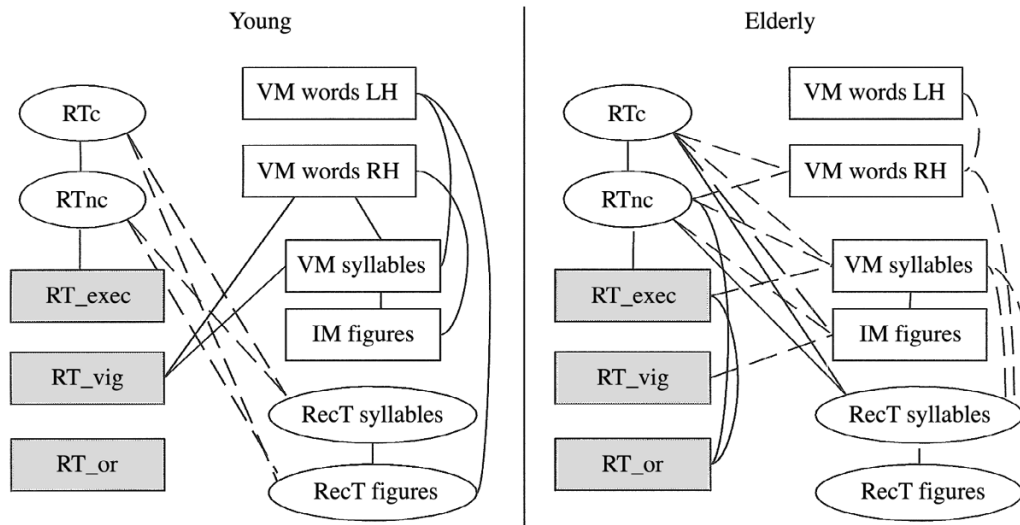 Young
RTc
RTnc
RT_exec
RT_vig
RT_or
VM words LH
VM words RH
VM syllables
IM figures
RecT syllables
RecT figures
Elderly
RTc
RTnc
RT_exec
RT_vig
RT_or
VM words LH
VM words RH
VM syllables
IM figures
RecT syllables
RecT figures